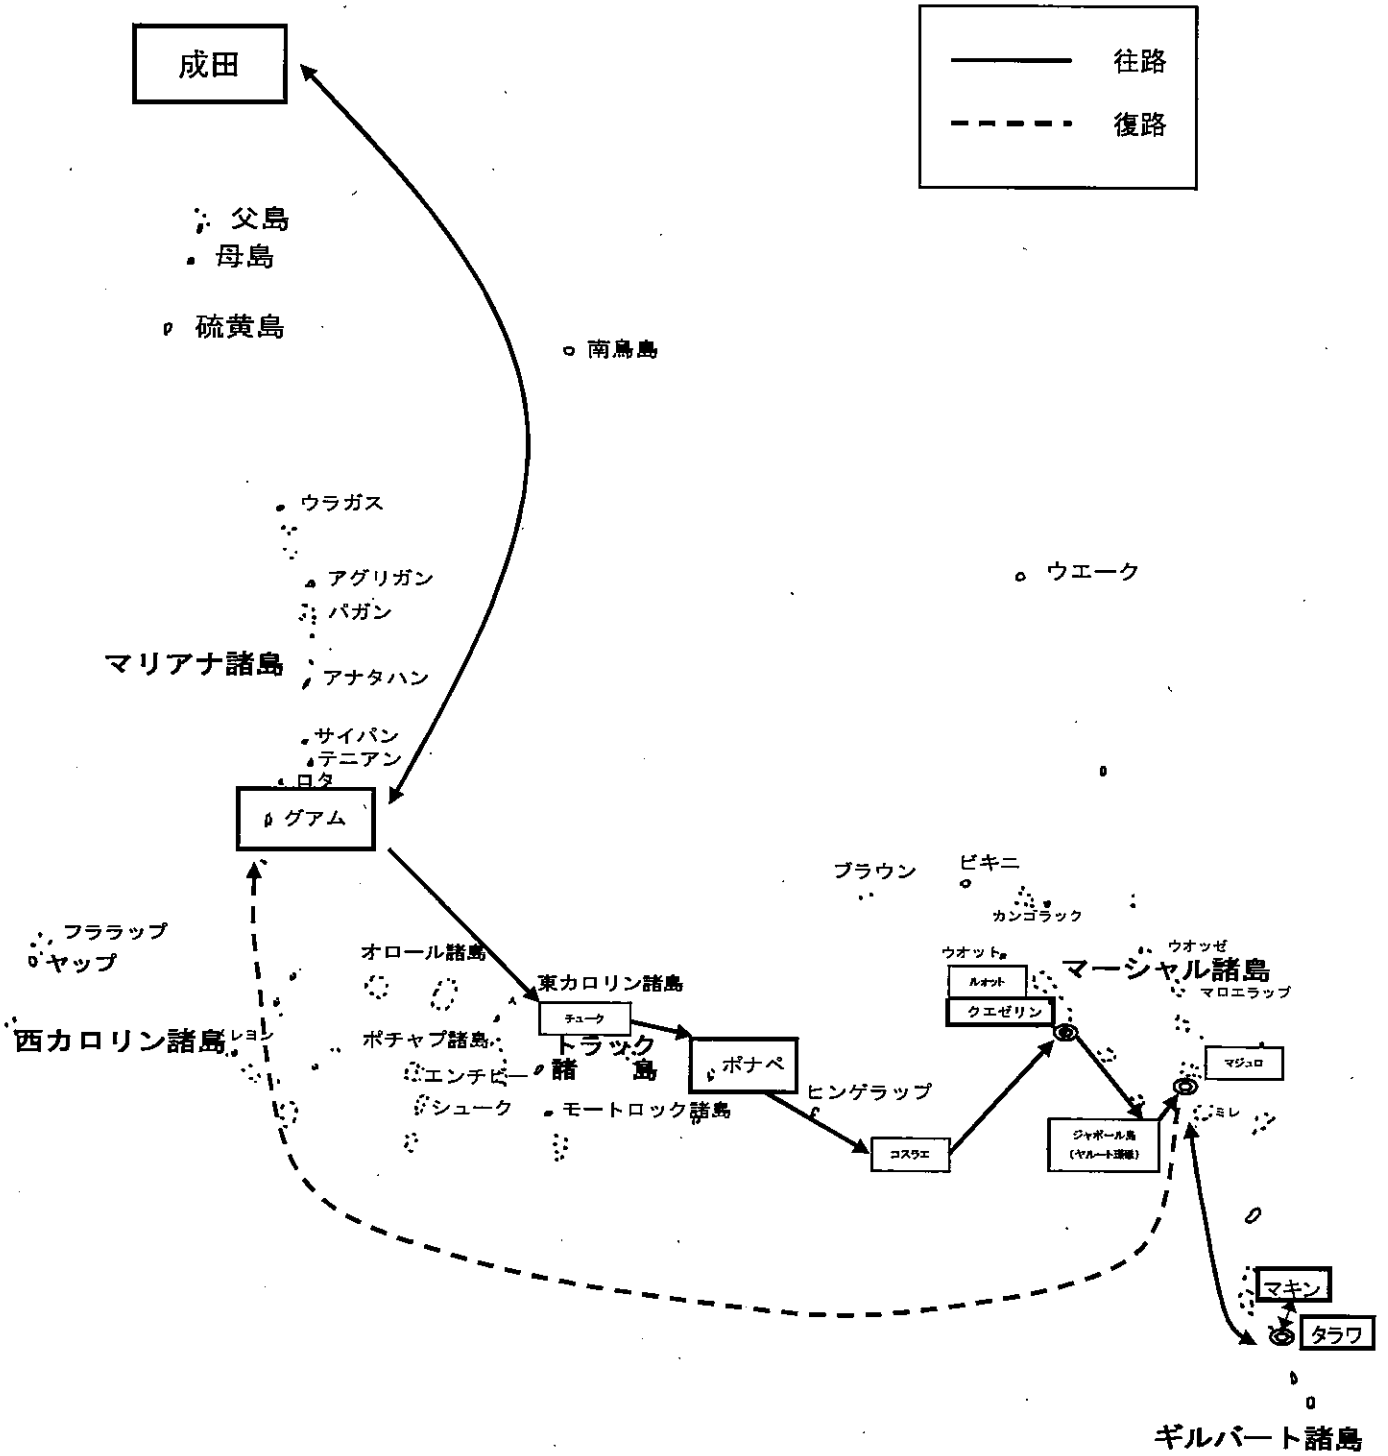 成田
往路
復路
父島
母島
硫黄島
南鳥島
ウラガス
アグリガン
パガン
ウエーク
マリアナ諸島
アナタハン
サイパン
テニアン
ロタ
グアム
ブラウン
ビキニ
カンゴラック
フララップ
ヤップ
オロール諸島
ウオット
ウオッゼ
マーシャル諸島
東カロリン諸島
ルオット
マロエラップ
クエゼリン
チューク
西カロリン諸島
レヨン
ポチャプ諸島
トラック
諸島
ポナペ
マジュロ
エンチビー
シューク
モートロック諸島
ヒンゲラップ
ミレ
ジャボール島
(ヤルート環礁)
コスラエ
マキン
タラワ
ギルバート諸島